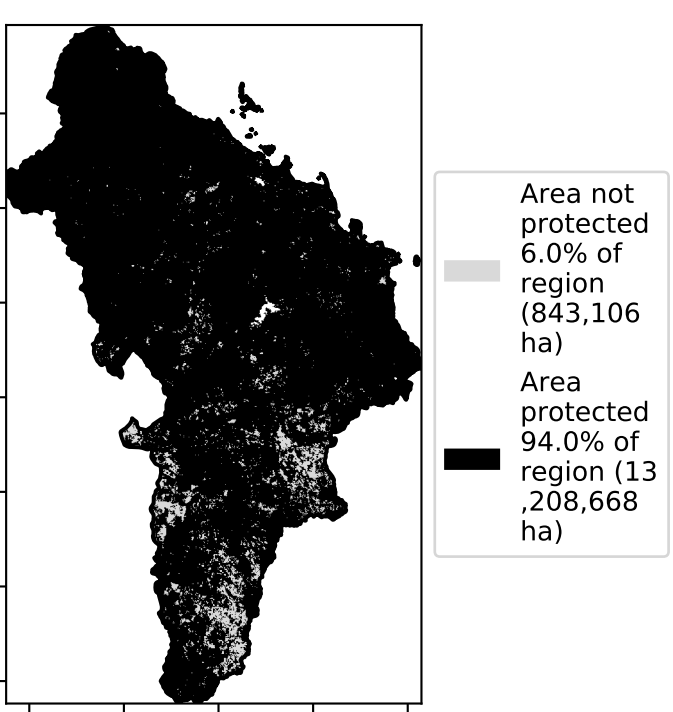 Area not
protected
6.0% of
region
(843,106
ha)
Area
protected
94.0% of
region (13
,208,668
ha)